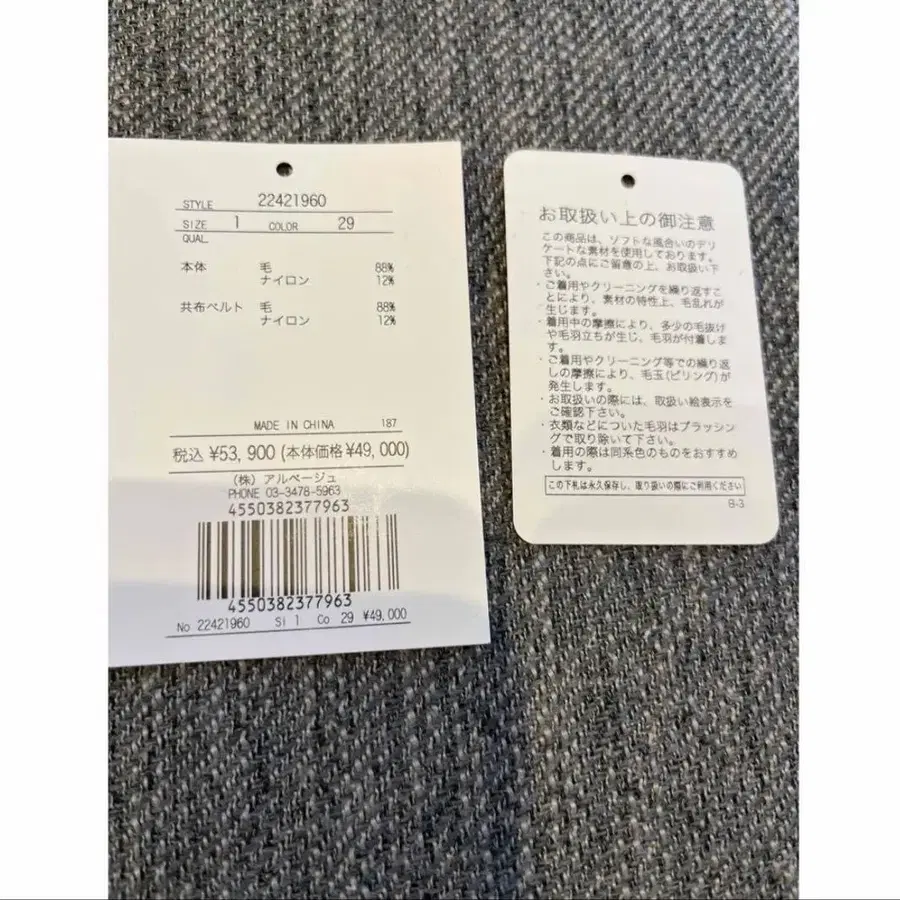 STYLE 22421960
SIZE 1 COLOR 29
QUAL.
本体 毛 88%
ナイロン 12%
共布ベルト 毛 88%
ナイロン 12%
MADE IN CHINA 187
税込 ¥53,900 (本体価格¥49,000)
(株) アルページュ
PHONE 03-3478-5963
4550382377963
4550382377963
No 22421960 Si 1 Co 29 ¥49,000
お取扱い上の御注意
この商品は、ソフトな風合いのデリ
ケートな素材を使用しております。
下記の点にご留意の上、お取扱い下
さい。
・ご着用やクリーニングを繰り返すこ
とにより、素材の特性上、毛乱れが
生じます。
・着用中の摩擦により、多少の毛抜け
や毛羽立ちが生じ、毛羽が付着しま
す。
・ご着用やクリーニング等での繰り返
しの摩擦により、毛玉(ピリング)が
発生します。
・お取扱いの際には、取扱い絵表示を
ご確認下さい。
・衣類などについた毛羽はブラッシン
グで取り除いて下さい。
・着用の際は同系色のものをおすすめ
します。
この下札は永久保存し、取り扱いの際にご利用ください
B-3